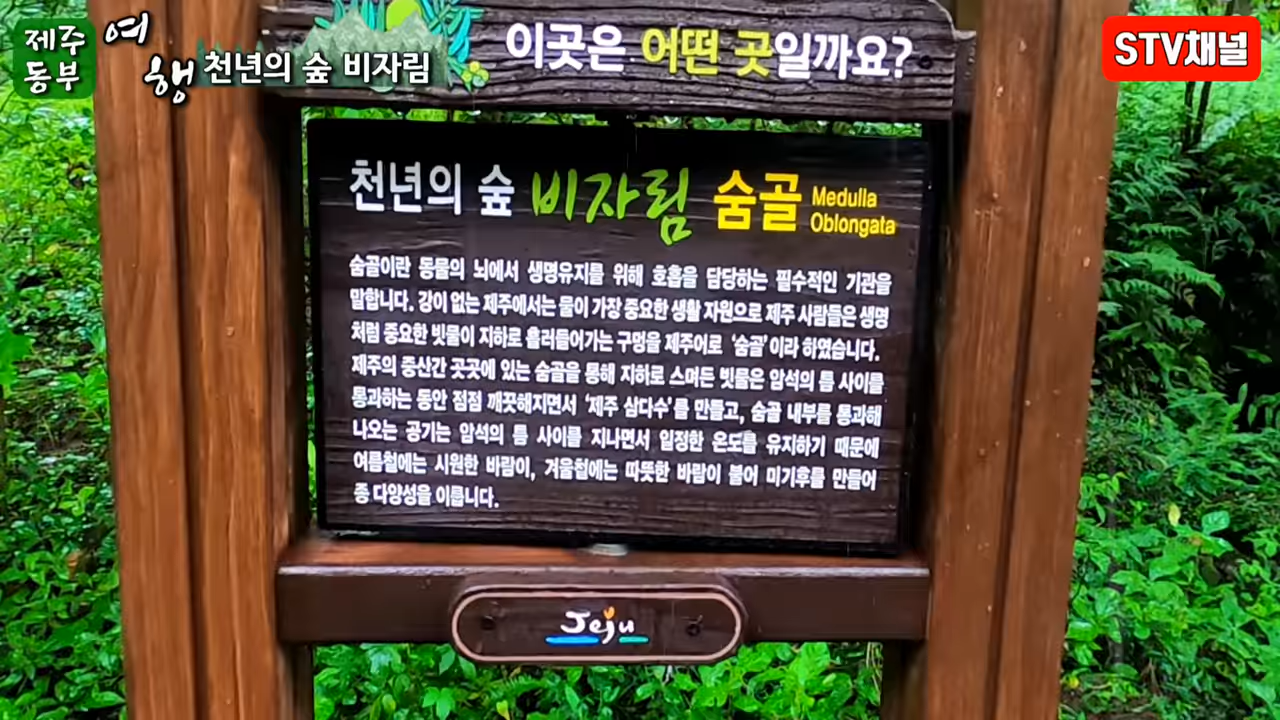 제주 여행
동부
천년의 숲 비자림
STV채널
이곳은 어떤 곳일까요?
천년의 숲 비자림 숨골 Medulla Oblongata
숨골이란 동물의 뇌에서 생명유지를 위해 호흡을 담당하는 필수적인 기관을
말합니다. 강이 없는 제주에서는 물이 가장 중요한 생활 자원으로 제주 사람들은 생명
처럼 중요한 빗물이 지하로 흘러들어가는 구멍을 제주어로 '숨골'이라 하였습니다.
제주의 중산간 곳곳에 있는 숨골을 통해 지하로 스며든 빗물은 암석의 틈 사이를
통과하는 동안 점점 깨끗해지면서 '제주 삼다수'를 만들고, 숨골 내부를 통과해
나오는 공기는 암석의 틈 사이를 지나면서 일정한 온도를 유지하기 때문에
여름철에는 시원한 바람이, 겨울철에는 따뜻한 바람이 불어 미기후를 만들어
종 다양성을 이룹니다.
Jeju